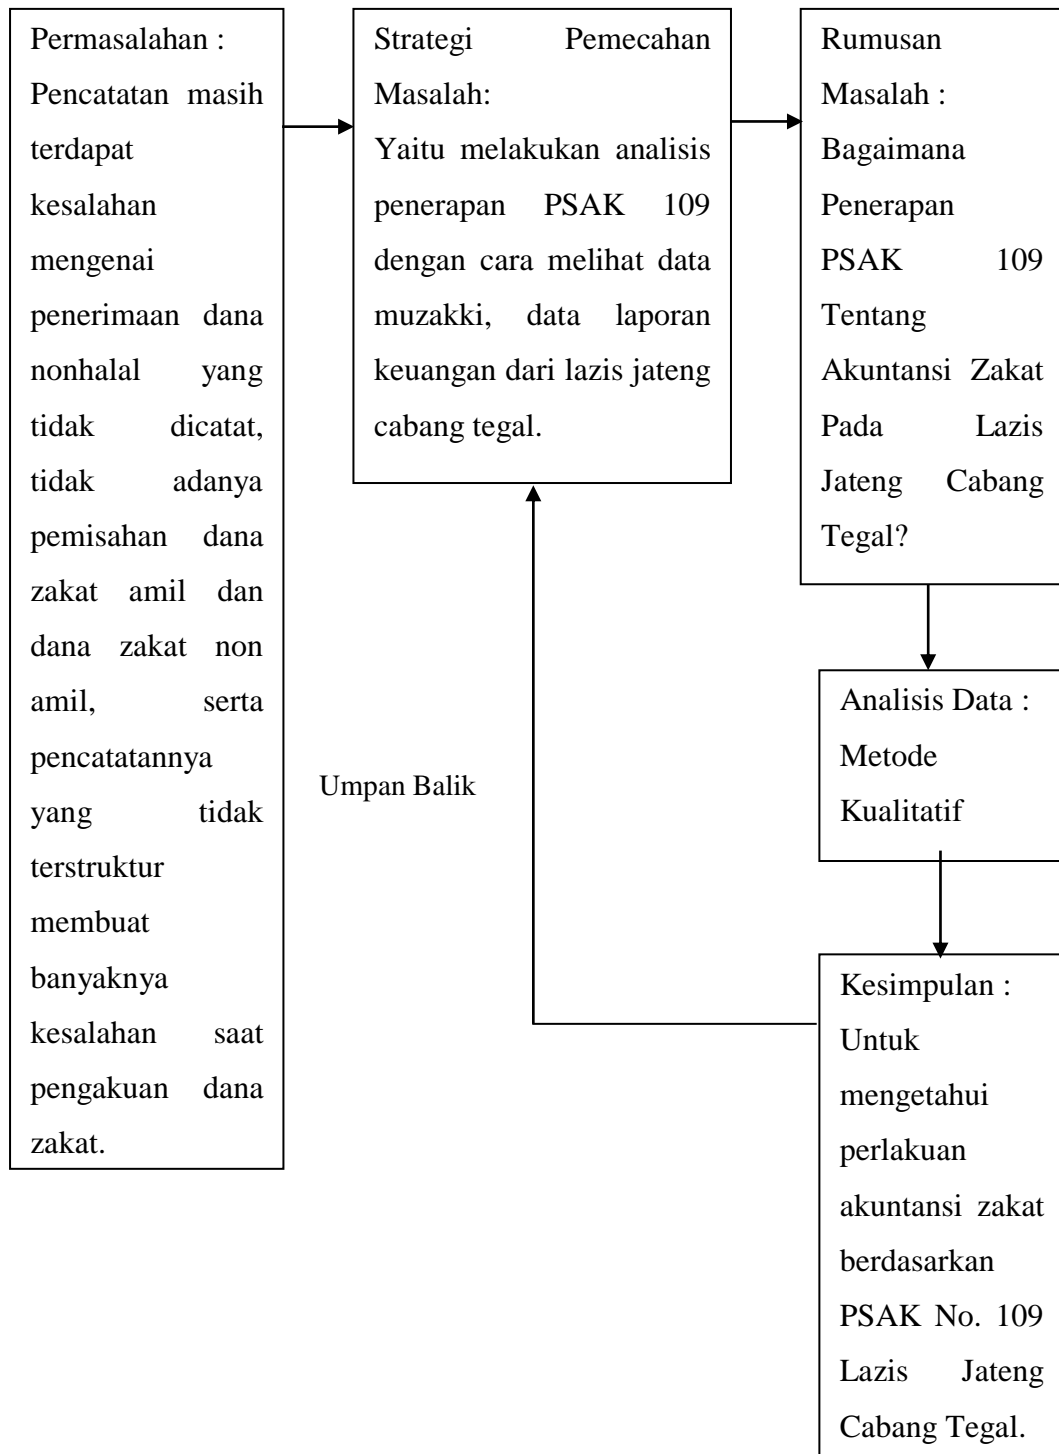 Permasalahan :
Pencatatan masih
terdapat
kesalahan
mengenai
penerimaan dana
nonhalal yang
tidak dicatat,
tidak adanya
pemisahan dana
zakat amil dan
dana zakat non
amil, serta
pencatatannya
yang tidak
terstruktur
membuat
banyaknya
kesalahan saat
pengakuan dana
zakat.
Strategi Pemecahan
Masalah:
Yaitu melakukan analisis
penerapan PSAK 109
dengan cara melihat data
muzakki, data laporan
keuangan dari lazis jateng
cabang tegal.
Rumusan
Masalah :
Bagaimana
Penerapan
PSAK 109
Tentang
Akuntansi Zakat
Pada Lazis
Jateng Cabang
Tegal?
Analisis Data :
Metode
Kualitatif
Umpan Balik
Kesimpulan :
Untuk
mengetahui
perlakuan
akuntansi zakat
berdasarkan
PSAK No. 109
Lazis Jateng
Cabang Tegal.